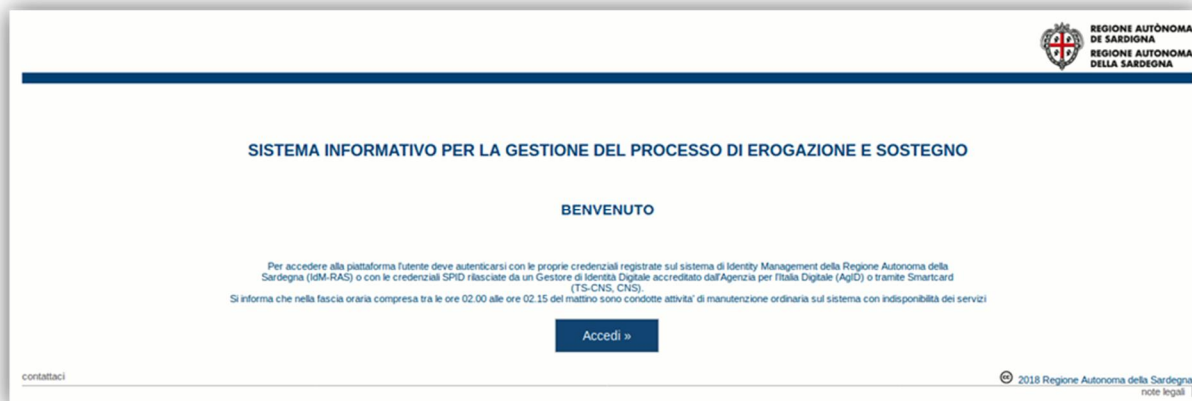 REGIONE AUTÒNOMA
DE SARDIGNA
REGIONE AUTONOMA
DELLA SARDEGNA
SISTEMA INFORMATIVO PER LA GESTIONE DEL PROCESSO DI EROGAZIONE E SOSTEGNO
BENVENUTO
Per accedere alla piattaforma l'utente deve autenticarsi con le proprie credenziali registrate sul sistema di Identity Management della Regione Autonoma della
Sardegna (IdM-RAS) o con le credenziali SPID rilasciate da un Gestore di Identità Digitale accreditato dall'Agenzia per l'Italia Digitale (AgID) o tramite Smartcard
(TS-CNS, CNS).
Si informa che nella fascia oraria compresa tra le ore 02.00 alle ore 02.15 del mattino sono condotte attivita' di manutenzione ordinaria sul sistema con indisponibilità dei servizi
Accedi »
contattaci
cc 2018 Regione Autonoma della Sardegna
note legali